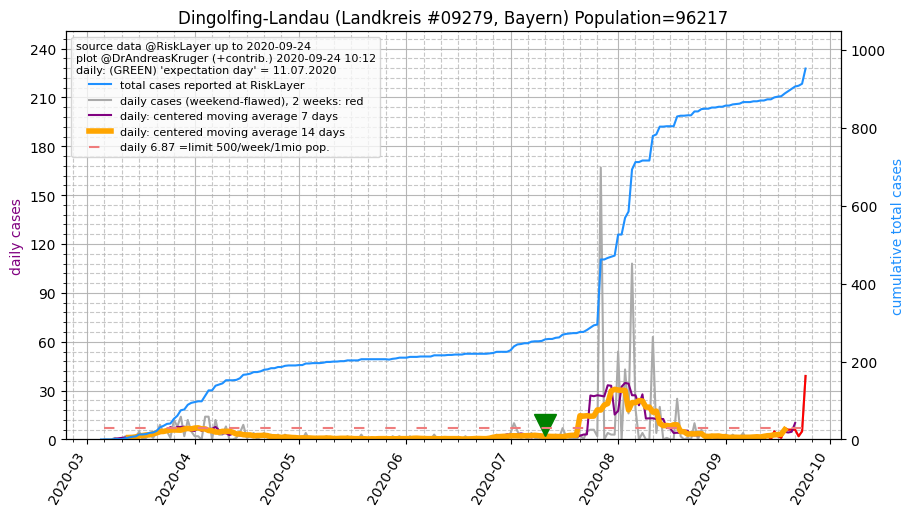 Dingolfing-Landau (Landkreis #09279, Bayern) Population=96217
source data @RiskLayer up to 2020-09-24
plot @DrAndreasKruger (+contrib.) 2020-09-24 10:12
daily: (GREEN) 'expectation day' = 11.07.2020
total cases reported at RiskLayer
daily cases (weekend-flawed), 2 weeks: red
daily: centered moving average 7 days
daily: centered moving average 14 days
daily 6.87 =limit 500/week/1mio pop.
daily cases
240
210
180
150
120
90
60
30
0
cumulative total cases
1000
800
600
400
200
0
2020-03
2020-04
2020-05
2020-06
2020-07
2020-08
2020-09
2020-10